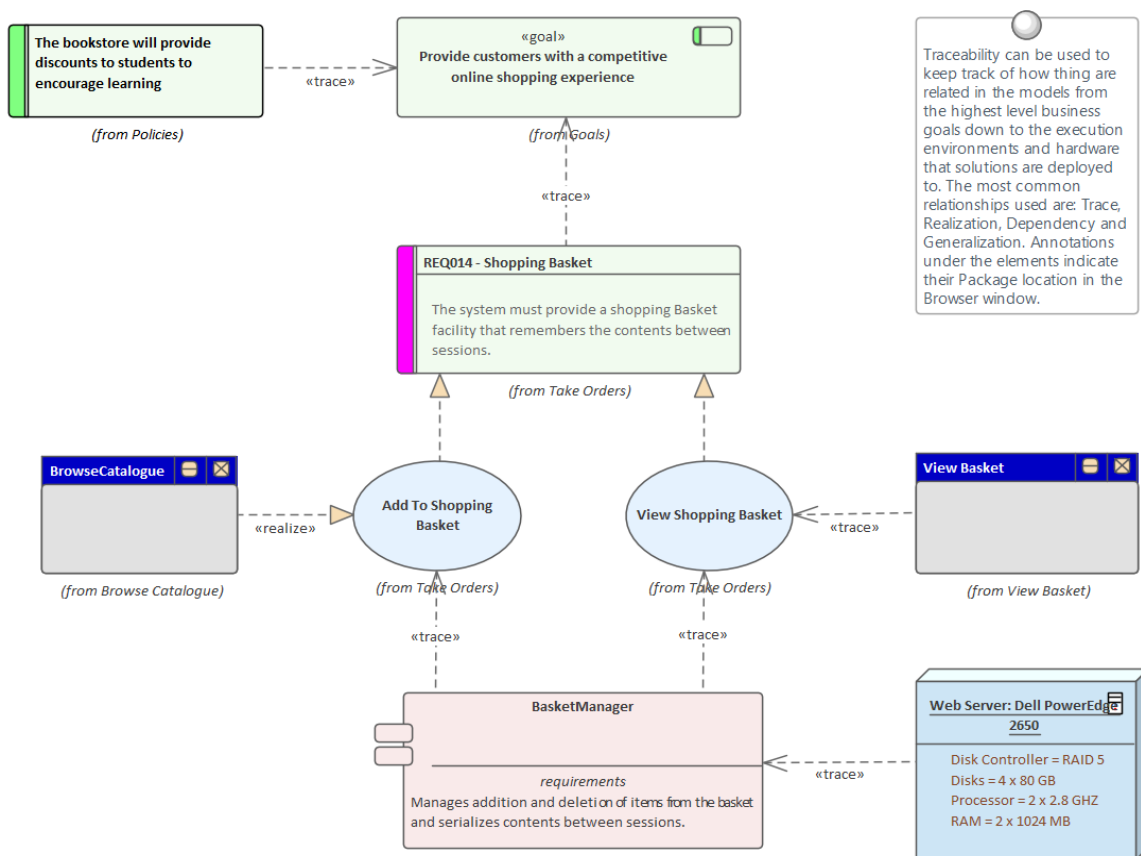 The bookstore will provide
discounts to students to
encourage learning
(from Policies)
«trace»
«goal»
Provide customers with a competitive
online shopping experience
(from Goals)
Traceability can be used to
keep track of how thing are
related in the models from
the highest level business
goals down to the execution
environments and hardware
that solutions are deployed
to. The most common
relationships used are: Trace,
Realization, Dependency and
Generalization. Annotations
under the elements indicate
their Package location in the
Browser window.
«trace»
REQ014 - Shopping Basket
The system must provide a shopping Basket
facility that remembers the contents between
sessions.
(from Take Orders)
BrowseCatalogue
(from Browse Catalogue)
«realize»
Add To Shopping
Basket
(from Take Orders)
View Shopping Basket
(from Take Orders)
«trace»
View Basket
(from View Basket)
«trace»
«trace»
BasketManager
requirements
Manages addition and deletion of items from the basket
and serializes contents between sessions.
«trace»
Web Server: Dell PowerEdge
2650
Disk Controller = RAID 5
Disks = 4 x 80 GB
Processor = 2 x 2.8 GHZ
RAM = 2 x 1024 MB